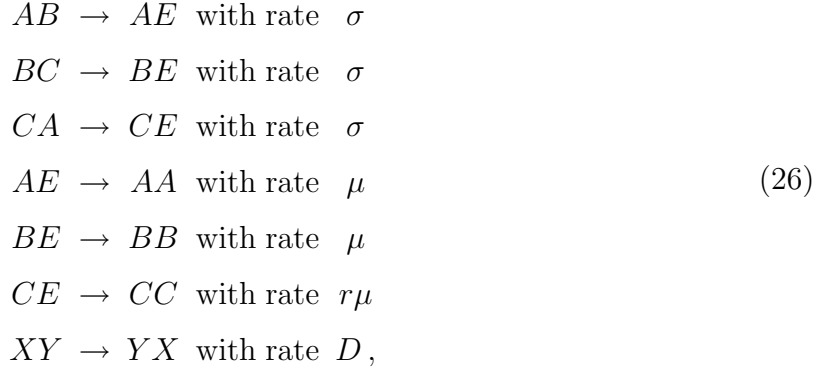 AB → AE with rate σ
BC → BE with rate σ
CA → CE with rate σ
AE → AA with rate μ (26)
BE → BB with rate μ
CE → CC with rate rμ
XY → YX with rate D ,